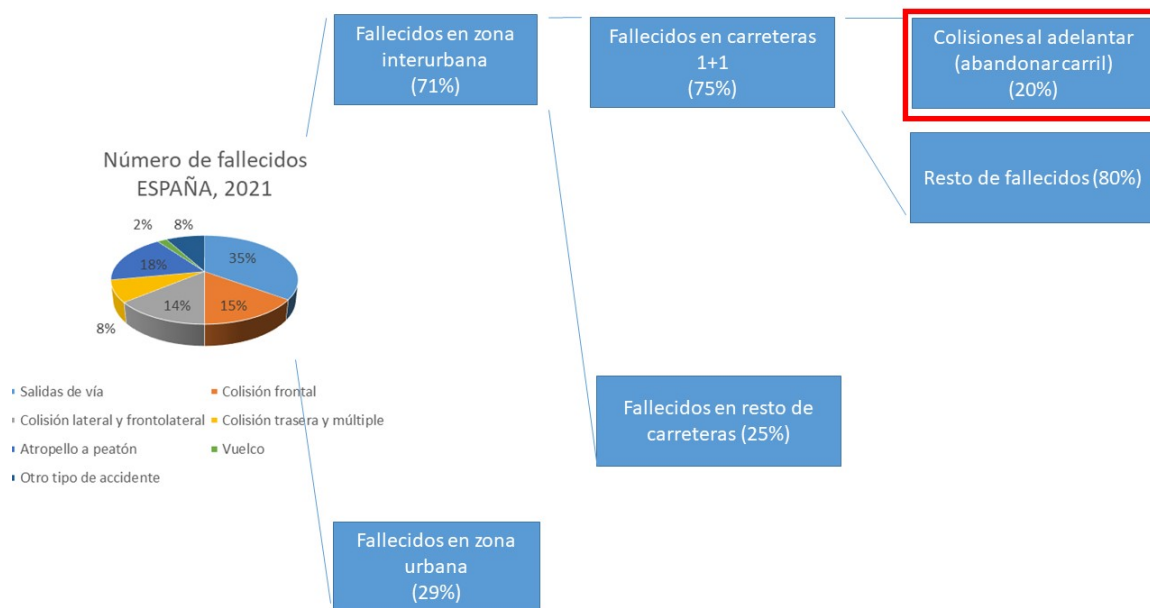 Fallecidos en zona
interurbana
(71%)
Fallecidos en carreteras
1+1
(75%)
Colisiones al adelantar
(abandonar carril)
(20%)
Resto de fallecidos (80%)
Número de fallecidos
ESPAÑA, 2021
2%
8%
18%
35%
14%
15%
8%
Salidas de vía
Colisión frontal
Colisión lateral y frontolateral
Colisión trasera y múltiple
Atropello a peatón
Vuelco
Otro tipo de accidente
Fallecidos en resto de
carreteras (25%)
Fallecidos en zona
urbana
(29%)